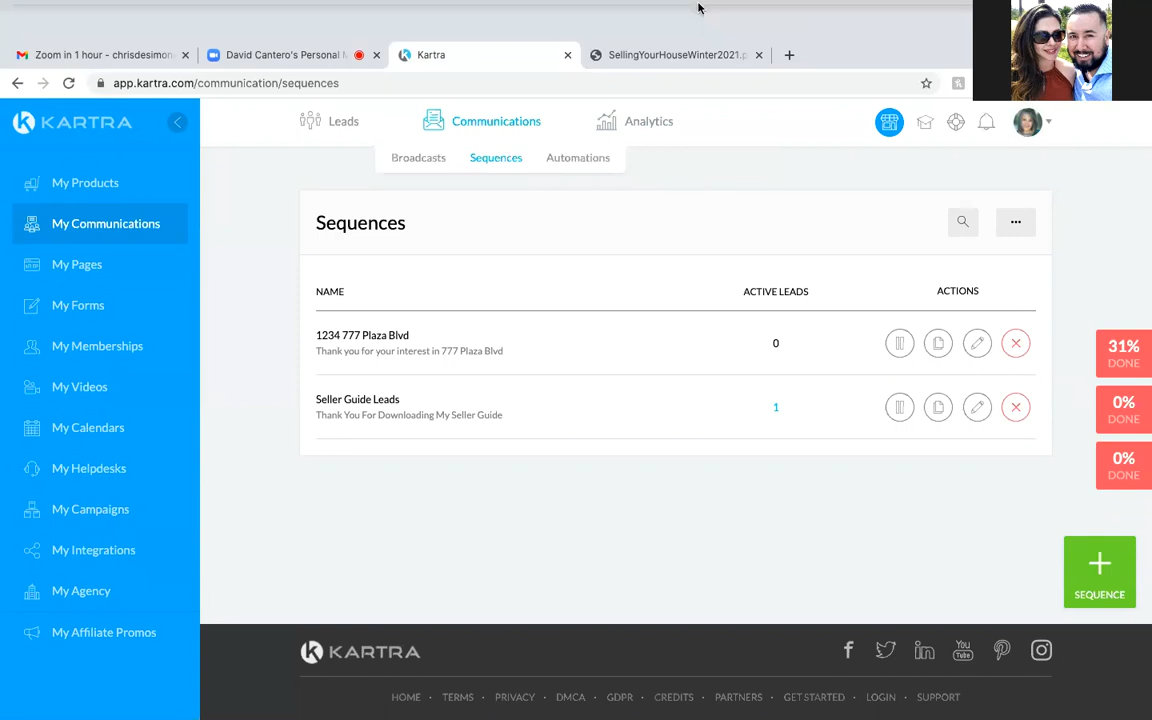 Zoom in 1 hour - chrisdesimon
David Cantero's Personal M
Kartra
SellingYourHouseWinter2021.p
app.kartra.com/communication/sequences
KARTRA
Leads
Communications
Analytics
Broadcasts
Sequences
Automations
My Products
My Communications
My Pages
My Forms
My Memberships
My Videos
My Calendars
My Helpdesks
My Campaigns
My Integrations
My Agency
My Affiliate Promos
Sequences
NAME
ACTIVE LEADS
ACTIONS
1234 777 Plaza Blvd
Thank you for your interest in 777 Plaza Blvd
0
Seller Guide Leads
Thank You For Downloading My Seller Guide
1
31%
DONE
0%
DONE
0%
DONE
SEQUENCE
KARTRA
You
Tube
HOME · TERMS · PRIVACY · DMCA · GDPR · CREDITS · PARTNERS · GET STARTED · LOGIN · SUPPORT